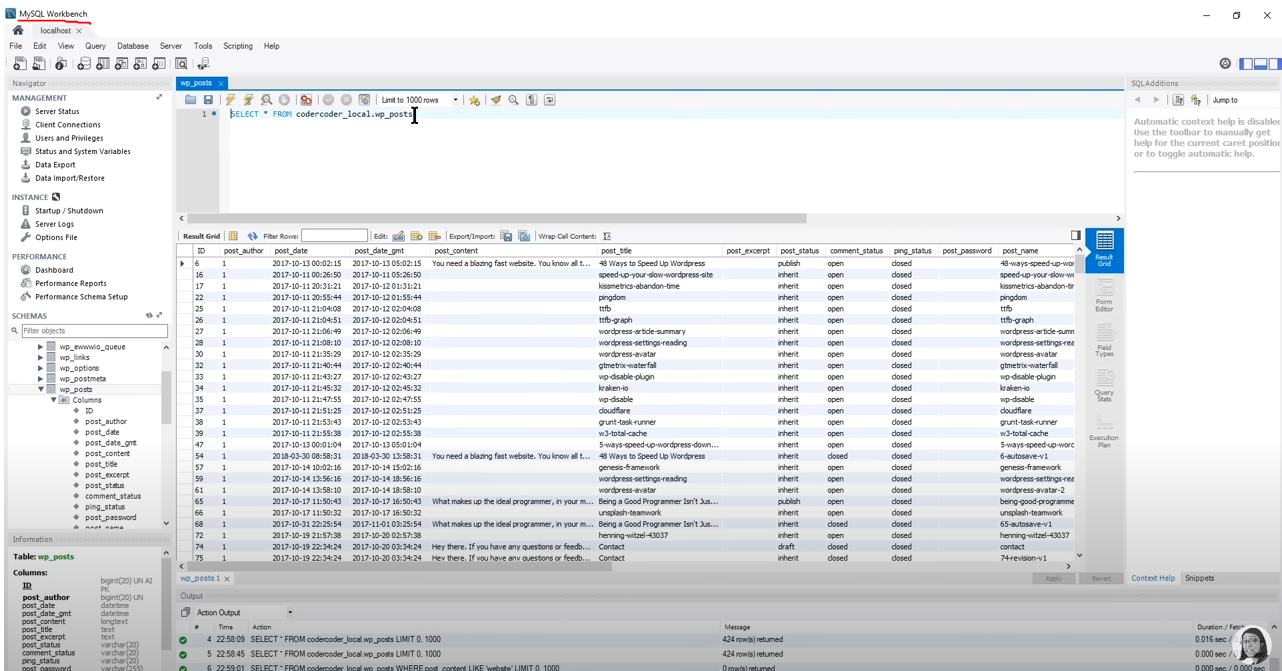 MySQL Workbench
localhost
File Edit View Query Database Server Tools Scripting Help
Navigator
MANAGEMENT
Server Status
Client Connections
Users and Privileges
Status and System Variables
Data Export
Data Import/Restore
INSTANCE
Startup / Shutdown
Server Logs
Options File
PERFORMANCE
Dashboard
Performance Reports
Performance Schema Setup
SCHEMAS
Filter objects
wp_ewwwio_queue
wp_links
wp_options
wp_postmeta
wp_posts
Columns
ID
post_author
post_date
post_date_gmt
post_content
post_title
post_excerpt
post_status
comment_status
ping_status
post_password
post_name
Information
Table: wp_posts
Columns:
ID bigint(20) UN AI
PK
post_author bigint(20) UN
post_date datetime
post_date_gmt datetime
post_content longtext
post_title text
post_excerpt text
post_status varchar(20)
comment_status varchar(20)
ping_status varchar(20)
post_password varchar(255)
wp_posts
Limit to 1000 rows
1 SELECT * FROM codercoder_local.wp_posts
Result Grid Filter Rows: Edit: Export/Import: Wrap Cell Content:
ID post_author post_date post_date_gmt post_content post_title post_excerpt post_status comment_status ping_status post_password post_name
6 1 2017-10-13 00:02:15 2017-10-13 05:02:15 You need a blazing fast website. You know all t... 48 Ways to Speed Up Wordpress publish open closed 48-ways-speed-up-wor
16 1 2017-10-11 00:26:50 2017-10-11 05:26:50 speed-up-your-slow-wordpress-site inherit open closed speed-up-your-slow-wo
17 1 2017-10-11 20:31:21 2017-10-12 01:31:21 kissmetrics-abandon-time inherit open closed kissmetrics-abandon-tir
22 1 2017-10-11 20:55:44 2017-10-12 01:55:44 pingdom inherit open closed pingdom
25 1 2017-10-11 21:04:08 2017-10-12 02:04:08 ttfb inherit open closed ttfb
26 1 2017-10-11 21:04:51 2017-10-12 02:04:51 ttfb-graph inherit open closed ttfb-graph
27 1 2017-10-11 21:06:49 2017-10-12 02:06:49 wordpress-article-summary inherit open closed wordpress-article-summ
28 1 2017-10-11 21:08:10 2017-10-12 02:08:10 wordpress-settings-reading inherit open closed wordpress-settings-rea
30 1 2017-10-11 21:35:29 2017-10-12 02:35:29 wordpress-avatar inherit open closed wordpress-avatar
32 1 2017-10-11 21:40:44 2017-10-12 02:40:44 gtmetrix-waterfall inherit open closed gtmetrix-waterfall
33 1 2017-10-11 21:43:27 2017-10-12 02:43:27 wp-disable-plugin inherit open closed wp-disable-plugin
34 1 2017-10-11 21:45:32 2017-10-12 02:45:32 kraken-io inherit open closed kraken-io
35 1 2017-10-11 21:47:55 2017-10-12 02:47:55 wp-disable inherit open closed wp-disable
37 1 2017-10-11 21:51:25 2017-10-12 02:51:25 cloudflare inherit open closed cloudflare
38 1 2017-10-11 21:53:43 2017-10-12 02:53:43 grunt-task-runner inherit open closed grunt-task-runner
39 1 2017-10-11 21:55:38 2017-10-12 02:55:38 w3-total-cache inherit open closed w3-total-cache
47 1 2017-10-13 00:01:04 2017-10-13 05:01:04 5-ways-speed-up-wordpress-down... inherit open closed 5-ways-speed-up-word
54 1 2018-03-30 08:58:31 2018-03-30 13:58:31 You need a blazing fast website. You know all t... 48 Ways to Speed Up Wordpress inherit closed closed 6-autosave-v1
57 1 2017-10-14 10:02:16 2017-10-14 15:02:16 genesis-framework inherit open closed genesis-framework
59 1 2017-10-14 13:56:16 2017-10-14 18:56:16 wordpress-settings-reading inherit open closed wordpress-settings-rea
61 1 2017-10-14 13:58:10 2017-10-14 18:58:10 wordpress-avatar inherit open closed wordpress-avatar-2
65 1 2017-10-17 11:50:43 2017-10-17 16:50:43 What makes up the ideal programmer, in your m... Being a Good Programmer Isn't Jus... publish open closed being-good-programme
66 1 2017-10-17 11:50:32 2017-10-17 16:50:32 unsplash-teamwork inherit open closed unsplash-teamwork
68 1 2017-10-31 22:25:54 2017-11-01 03:25:54 What makes up the ideal programmer, in your m... Being a Good Programmer Isn't Jus... inherit closed closed 65-autosave-v1
72 1 2017-10-19 21:57:38 2017-10-20 02:57:38 henning-witzel-43037 inherit open closed henning-witzel-43037
74 1 2017-10-19 22:34:24 2017-10-20 03:34:24 Hey there. If you have any questions or feedb... Contact draft closed closed contact
75 1 2017-10-19 22:34:24 2017-10-20 03:34:24 Hey there. If you have any questions or feedb... Contact inherit closed closed 74-revision-v1
Result
Grid
Form
Editor
Field
Types
Query
Stats
Execution
Plan
wp_posts 1 Apply Revert
Output
Action Output
# Time Action Message Duration / Fetch
4 22:58:09 SELECT * FROM codercoder_local.wp_posts LIMIT 0, 1000 424 row(s) returned 0.016 sec
5 22:58:45 SELECT * FROM codercoder_local.wp_posts LIMIT 0, 1000 424 row(s) returned 0.000 sec
6 22:59:01 SELECT * FROM codercoder_local.wp_posts WHERE post_content LIKE 'website' LIMIT 0, 1000 0 row(s) returned 0.000 sec
SQLAdditions
Jump to
Automatic context help is disabled
Use the toolbar to manually get
help for the current caret position
or to toggle automatic help.
Context Help Snippets